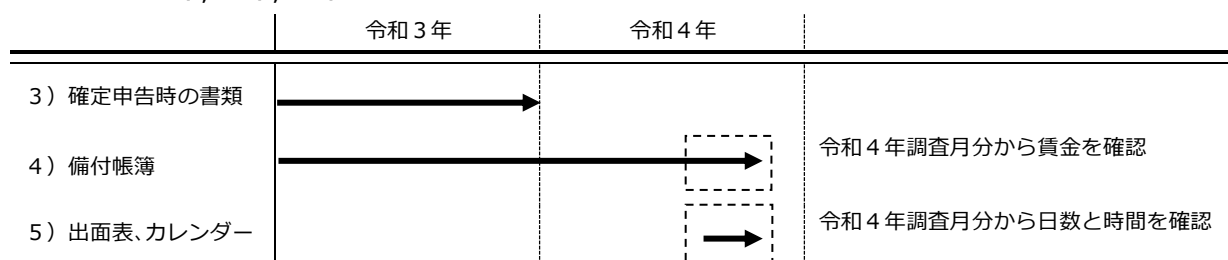 令和３年 令和４年
３）確定申告時の書類
４）備付帳簿 令和４年調査月分から賃金を確認
５）出面表、カレンダー 令和４年調査月分から日数と時間を確認